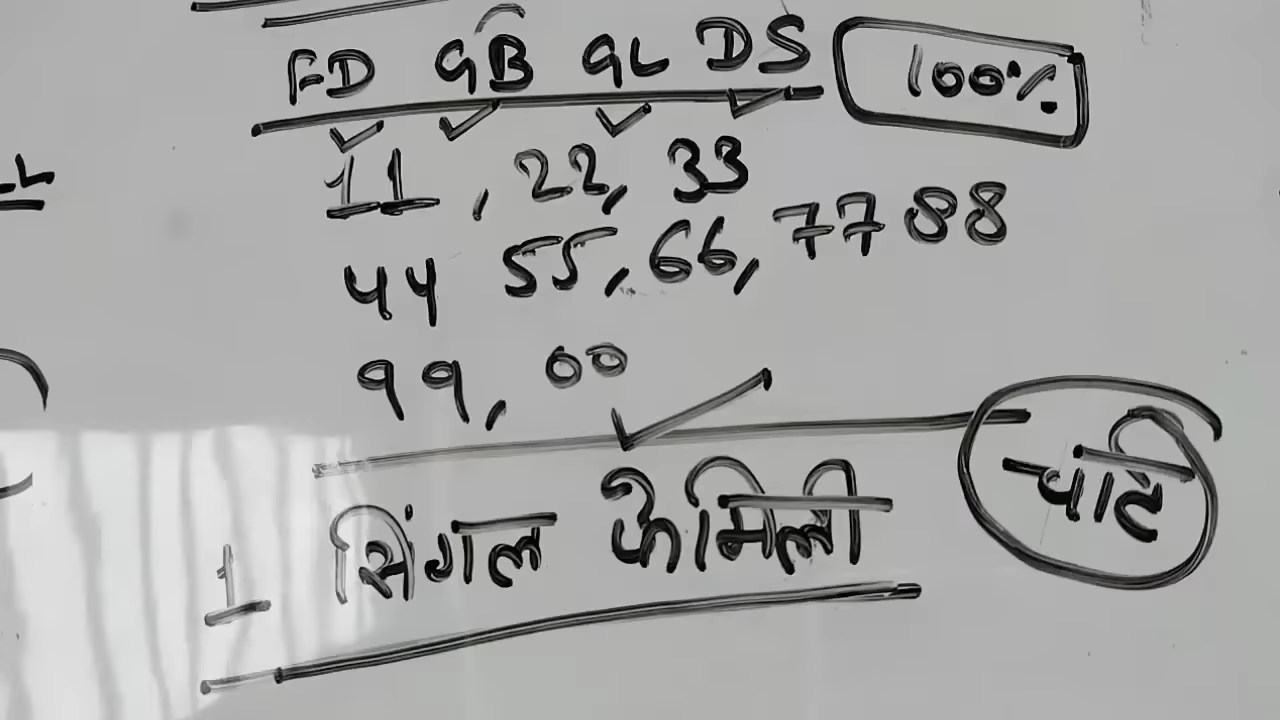 FD GB GL DS 100%
11, 22, 33
44 55, 66, 77 88
99, 00
1 सिंगल फैमिली
चार्ट